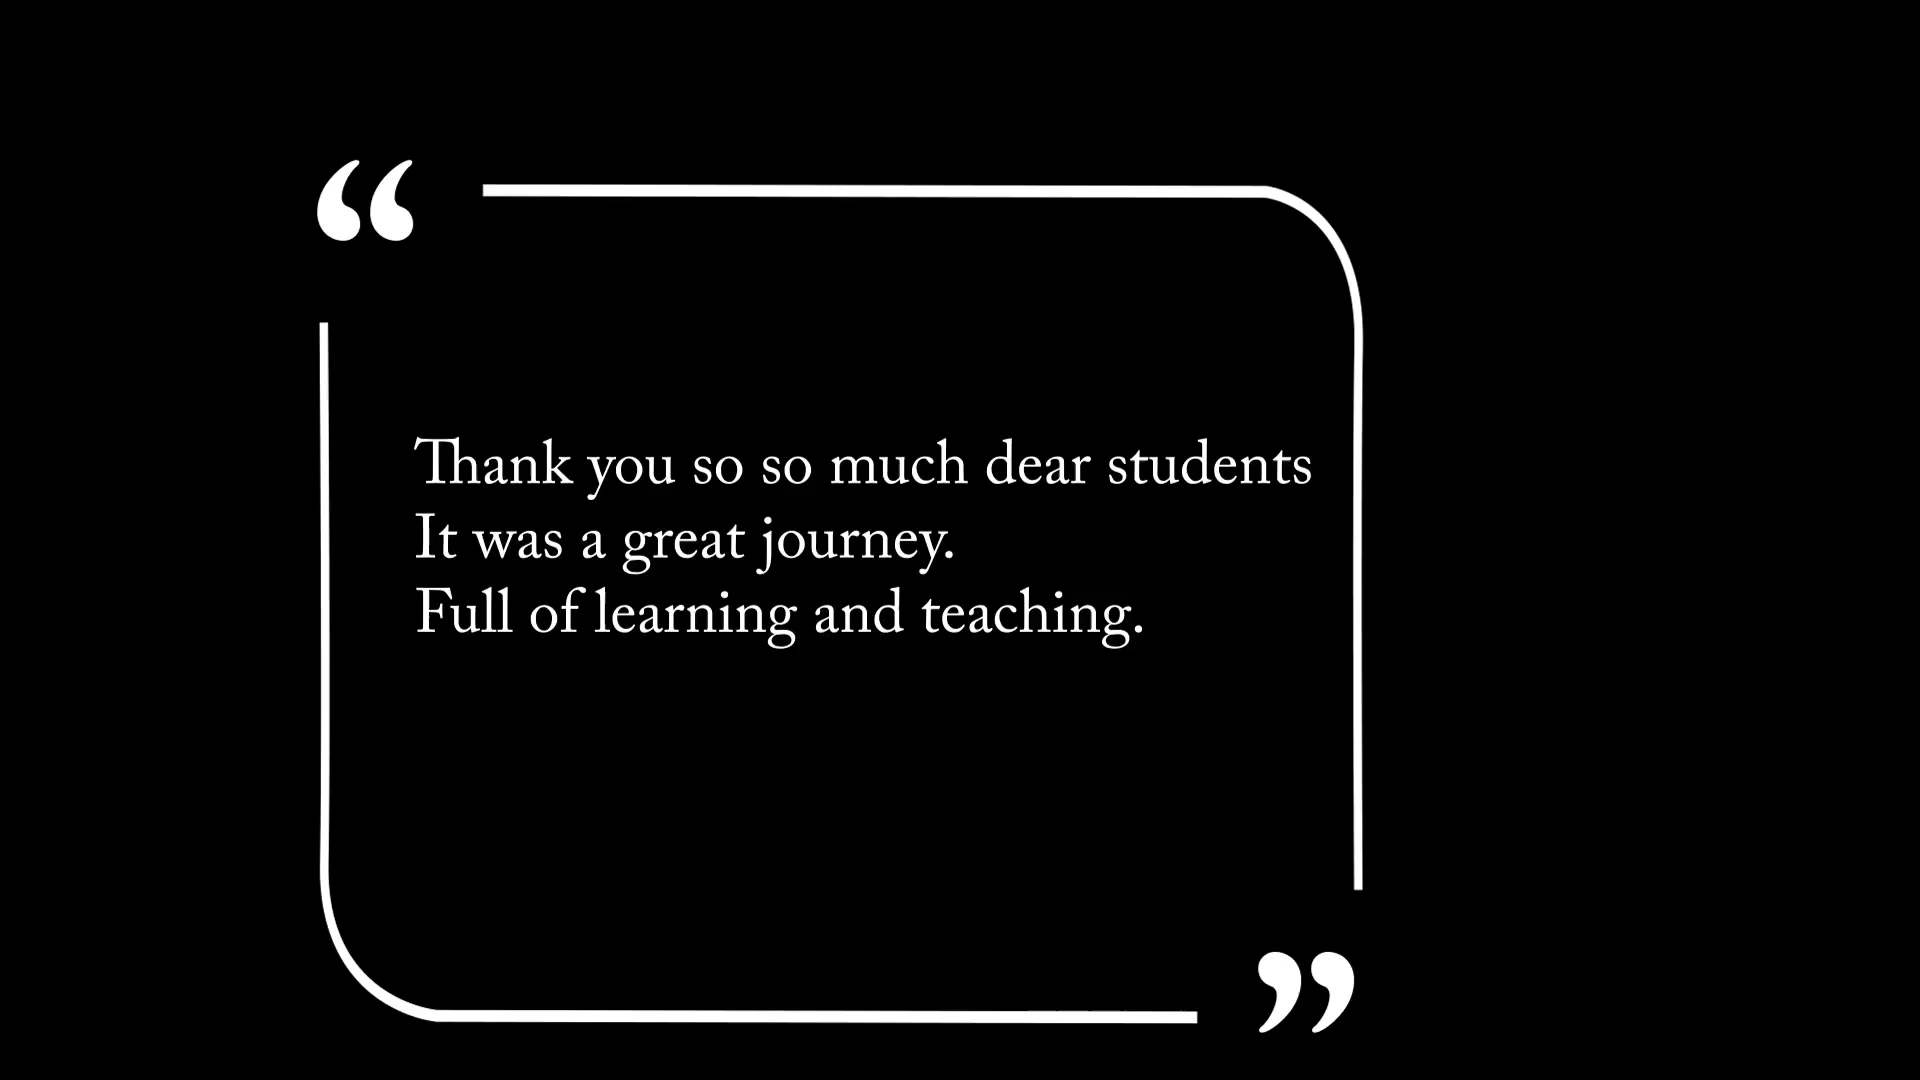 “
Thank you so so much dear students
It was a great journey.
Full of learning and teaching.
”